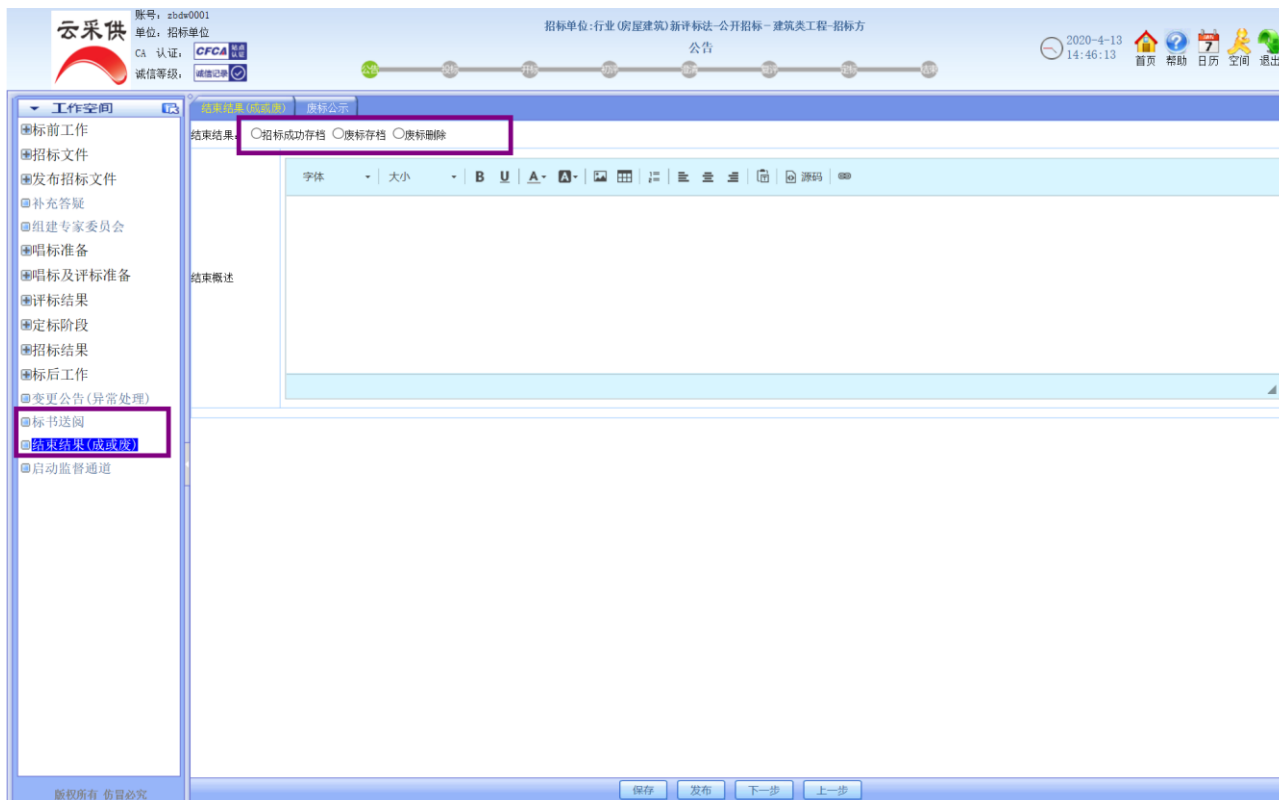 云采供
账号：zbdw0001
单位：招标单位
CA 认证：CFCA 站点认证
诚信等级：诚信记录
招标单位:行业(房屋建筑)新评标法-公开招标-建筑类工程-招标方
公告
公告
2020-4-13
14:46:13
首页 帮助 日历 空间 退出
7
工作空间
标前工作
招标文件
发布招标文件
补充答疑
组建专家委员会
唱标准备
唱标及评标准备
评标结果
定标阶段
招标结果
标后工作
变更公告(异常处理)
标书送阅
结束结果(成或废)
启动监督通道
版权所有 仿冒必究
结束结果(成或废) 废标公示
结束结果: 招标成功存档 废标存档 废标删除
字体 大小 B U A A 源码
结束概述
保存 发布 下一步 上一步